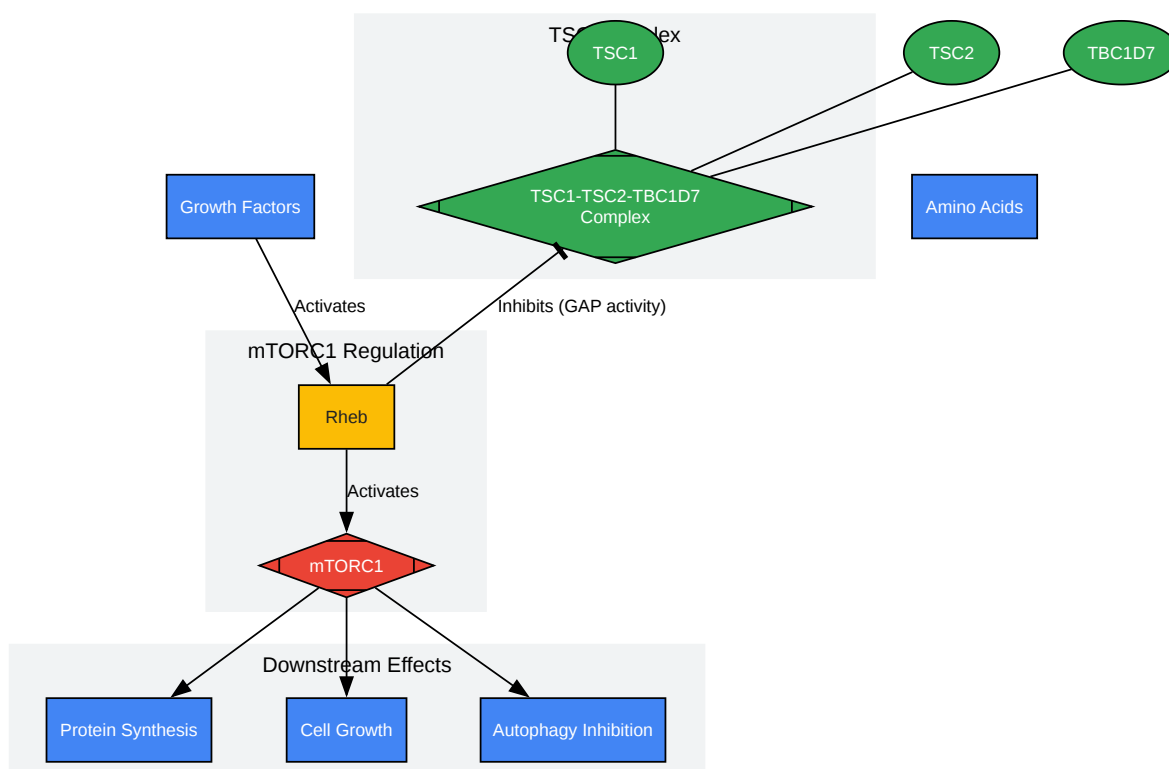 TSC1
TSC2
TBC1D7
TSC1-TSC2-TBC1D7
Complex
Growth Factors
Amino Acids
Activates
Inhibits (GAP activity)
mTORC1 Regulation
Rheb
Activates
mTORC1
Downstream Effects
Protein Synthesis
Cell Growth
Autophagy Inhibition